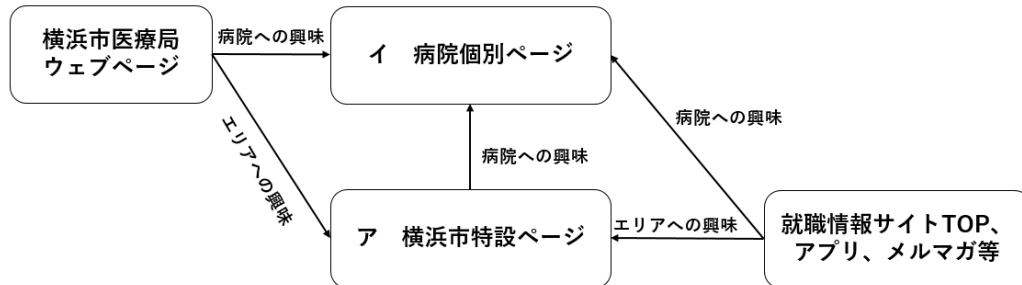 横浜市医療局
ウェブページ
病院への興味
イ　病院個別ページ
エリアへの興味
病院への興味
病院への興味
ア　横浜市特設ページ
エリアへの興味
就職情報サイトTOP、
アプリ、メルマガ等